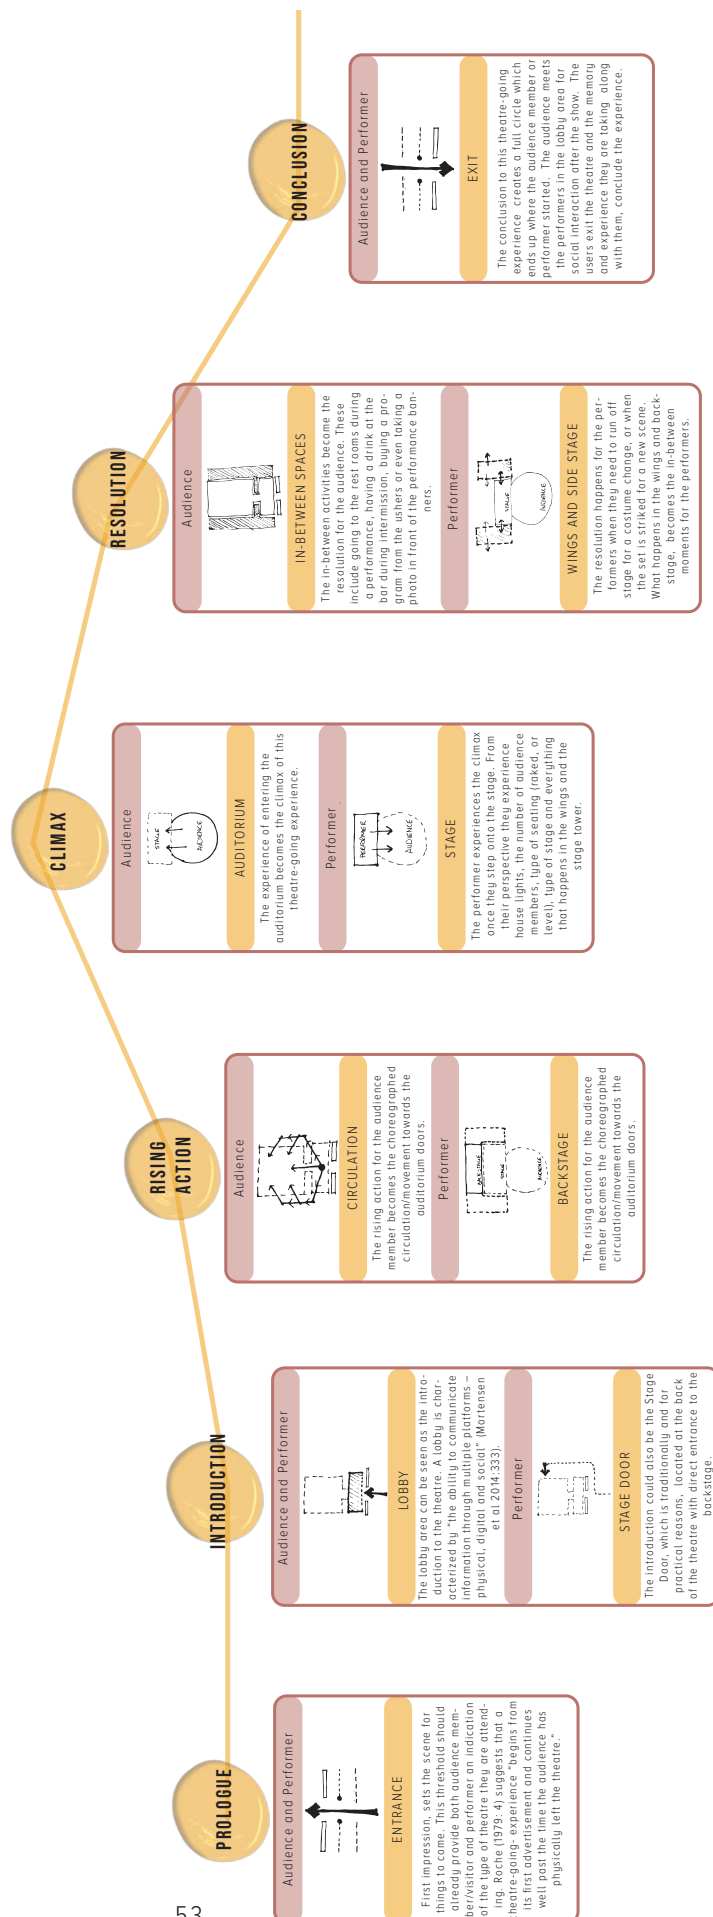 PROLOGUE
Audience and Performer
ENTRANCE
First impression, sets the scene for
things to come. This threshold should
already provide both audience mem-
ber/visitor and performer an indication
of the type of theatre they are attend-
ing. Roche (1979: 4) suggests that a
theatre-going- experience "begins from
its first advertisement and continues
well past the time the audience has
physically left the theatre."
INTRODUCTION
Audience and Performer
LOBBY
The lobby area can be seen as the intro-
duction to the theatre. A lobby is char-
acterized by "the ability to communicate
information through multiple platforms –
physical, digital and social" (Mortensen
et al 2014:333).
Performer
STAGE DOOR
The introduction could also be the Stage
Door, which is traditionally and for
practical reasons, located at the back
of the theatre with direct entrance to the
backstage.
RISING
ACTION
Audience
CIRCULATION
The rising action for the audience
member becomes the choreographed
circulation/movement towards the
auditorium doors.
Performer
BACK STAGE
STAGE
AUDIENCE
BACKSTAGE
The rising action for the audience
member becomes the choreographed
circulation/movement towards the
auditorium doors.
CLIMAX
Audience
STAGE
AUDIENCE
AUDITORIUM
The experience of entering the
auditorium becomes the climax of this
theatre-going experience.
Performer
PERFORMER
AUDIENCE
STAGE
The performer experiences the climax
once they step onto the stage. From
their perspective they experience
house lights, the number of audience
members, type of seating (raked, or
level), type of stage and everything
that happens in the wings and the
stage tower.
RESOLUTION
Audience
IN-BETWEEN SPACES
The in-between activities become the
resolution for the audience. These
include going to the rest rooms during
a performance, having a drink at the
bar during intermission, buying a pro-
gram from the ushers or even taking a
photo in front of the performance ban-
ners.
Performer
STAGE
AUDIENCE
WINGS AND SIDE STAGE
The resolution happens for the per-
formers when they need to run off
stage for a costume change, or when
the set is striked for a new scene.
What happens in the wings and back-
stage, becomes the in-between
moments for the performers.
CONCLUSION
Audience and Performer
EXIT
The conclusion to this theatre-going
experience creates a full circle which
ends up where the audience member or
performer started. The audience meets
the performers in the lobby area for
social interaction after the show. The
users exit the theatre and the memory
and experience they are taking along
with them, conclude the experience.
53